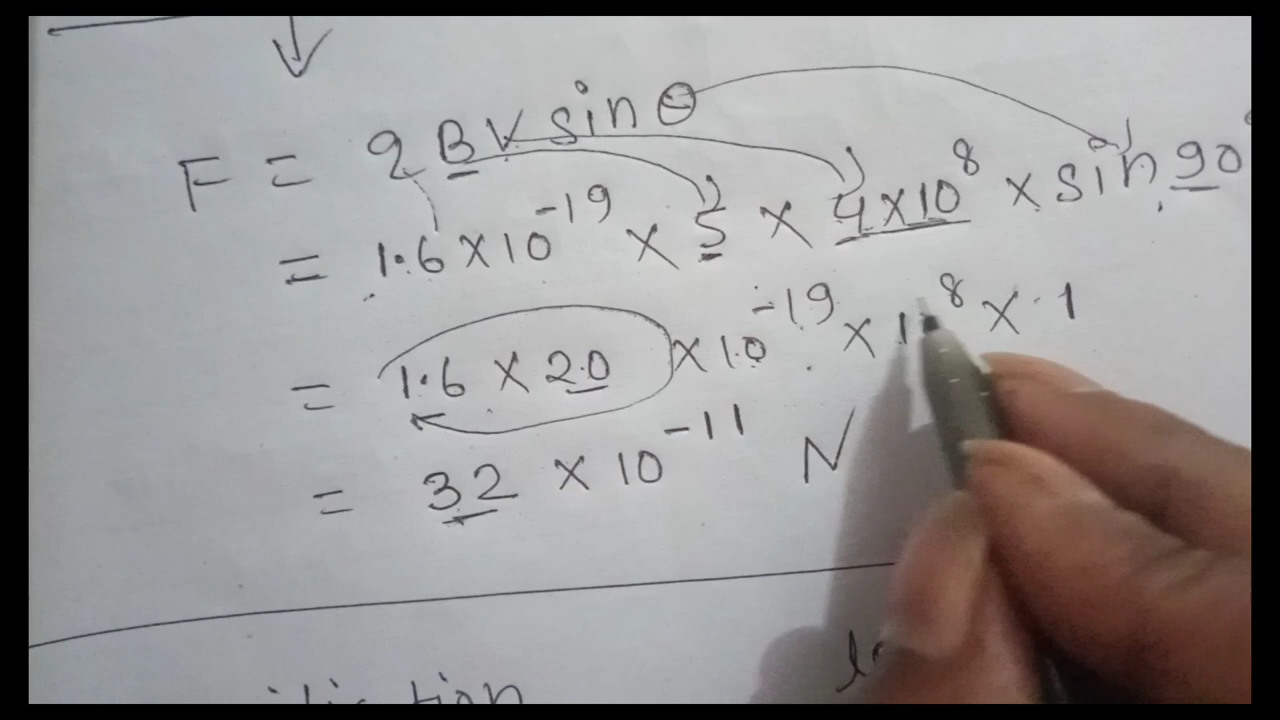 F = qBV sin θ
= 1.6 × 10⁻¹⁹ × 5 × 4 × 10⁸ × sin 90°
= 1.6 × 20 × 10⁻¹⁹ × 10⁸ × 1
= 32 × 10⁻¹¹ N